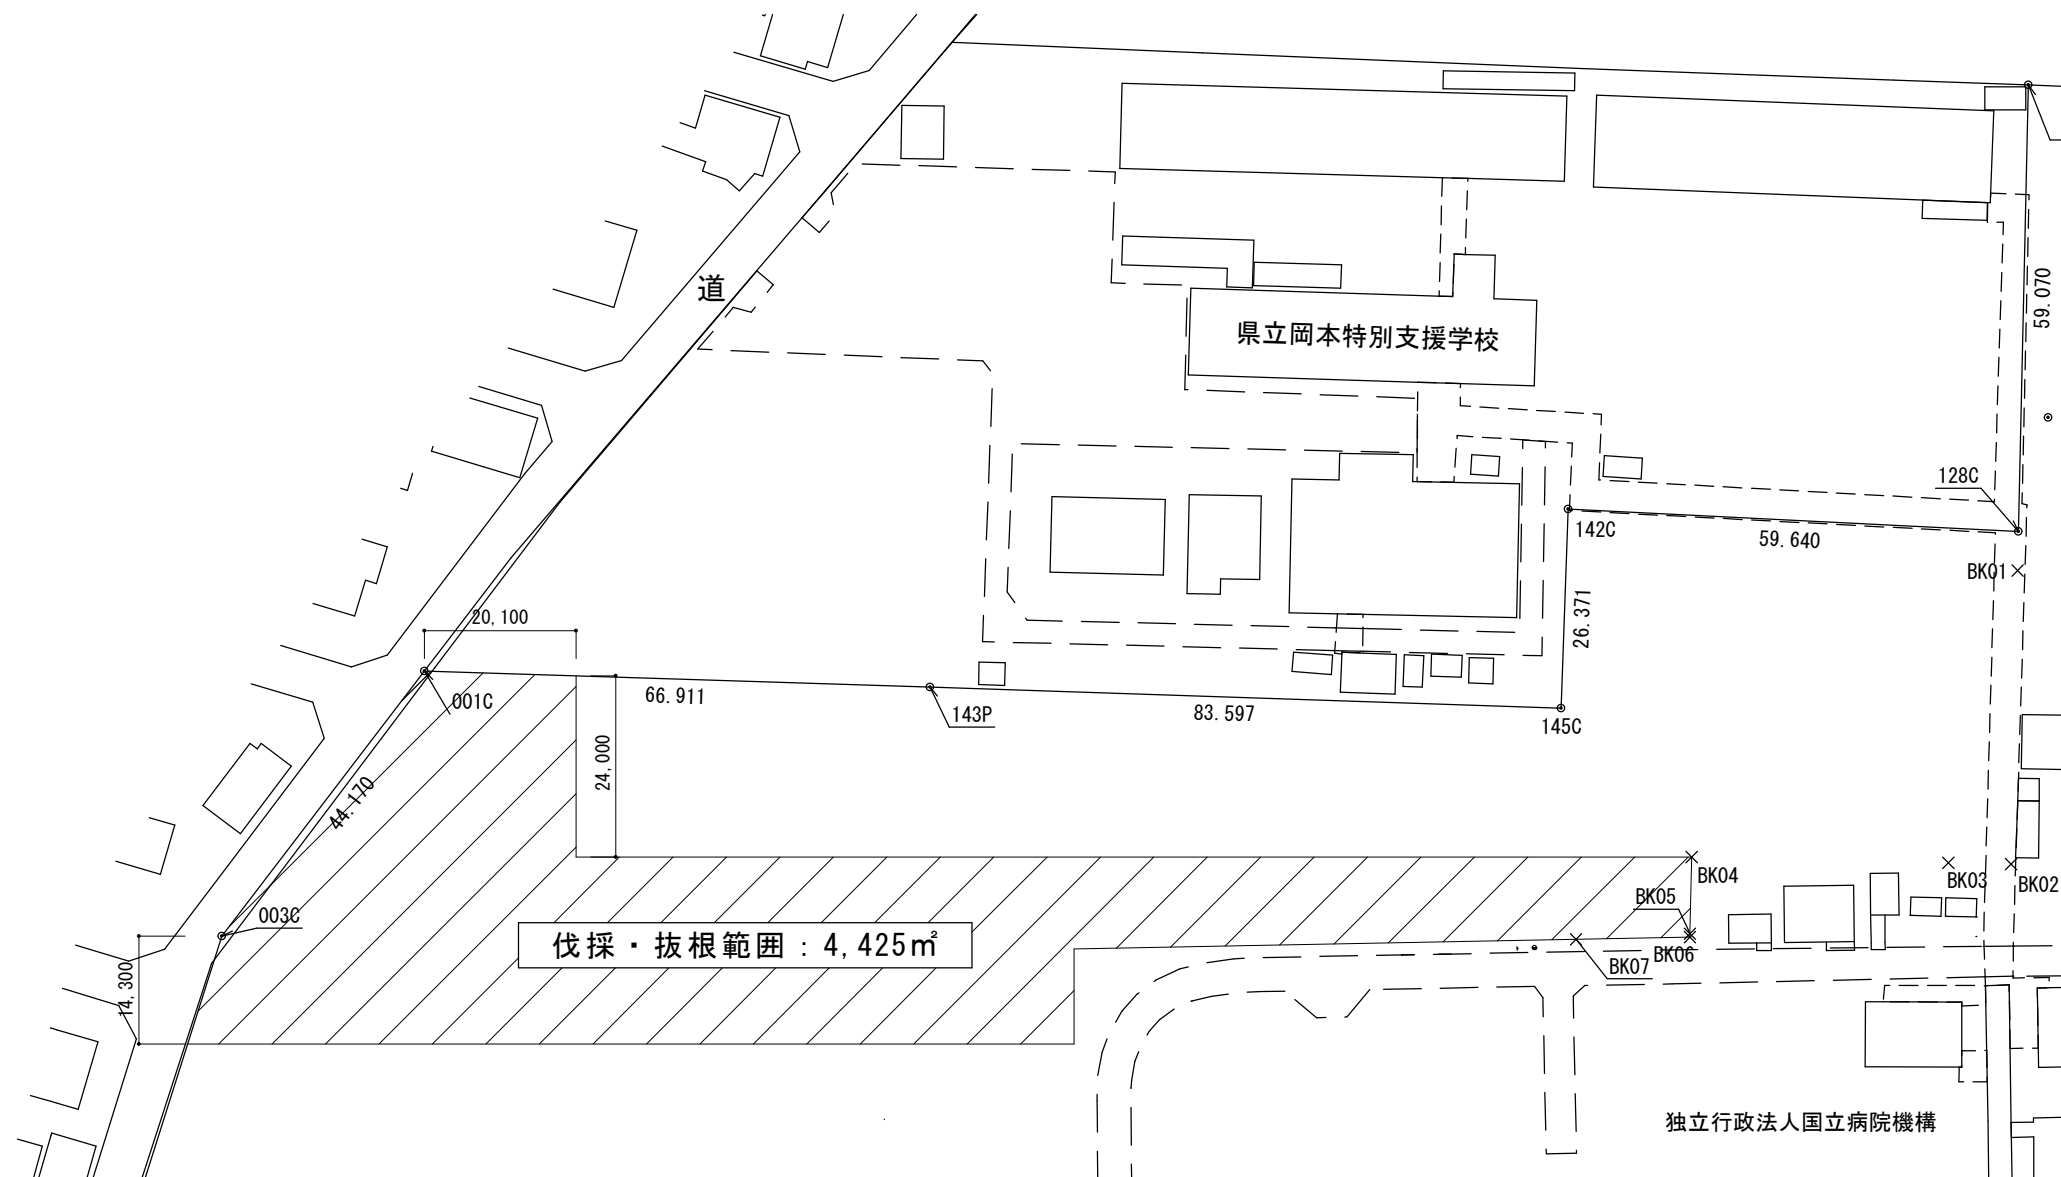 道
59.070
県立岡本特別支援学校
128C
142C
59.640
BK01
26.371
20,100
001C
66.911
143P
83.597
145C
24,000
44.170
BK04
BK03
BK02
BK05
003C
伐採・抜根範囲：4,425㎡
BK06
BK07
14,300
独立行政法人国立病院機構